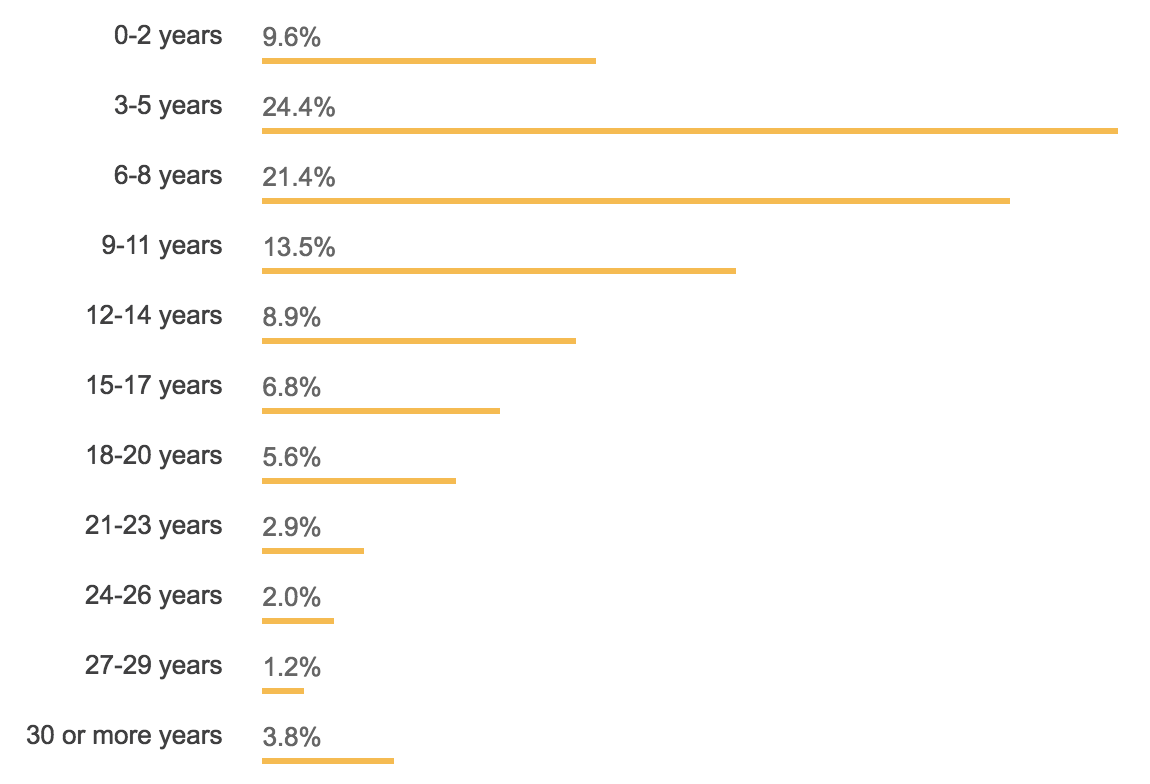 0-2 years 9.6%
3-5 years 24.4%
6-8 years 21.4%
9-11 years 13.5%
12-14 years 8.9%
15-17 years 6.8%
18-20 years 5.6%
21-23 years 2.9%
24-26 years 2.0%
27-29 years 1.2%
30 or more years 3.8%